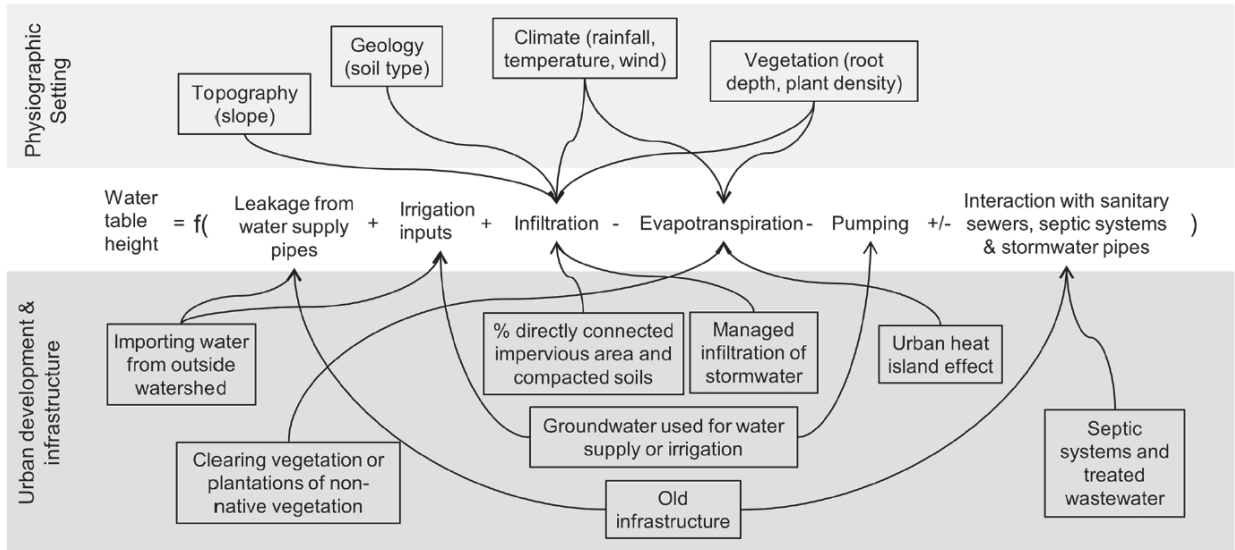 Physiographic
Setting
Topography
(slope)
Geology
(soil type)
Climate (rainfall,
temperature, wind)
Vegetation (root
depth, plant density)
Water
table
height
= f(
Leakage from
water supply
pipes
+
Irrigation
inputs
+
Infiltration
-
Evapotranspiration
-
Pumping
+/-
Interaction with sanitary
sewers, septic systems
& stormwater pipes
)
Urban development &
infrastructure
Importing water
from outside
watershed
% directly connected
impervious area and
compacted soils
Managed
infiltration of
stormwater
Urban heat
island effect
Clearing vegetation or
plantations of non-
native vegetation
Groundwater used for water
supply or irrigation
Old
infrastructure
Septic
systems and
treated
wastewater